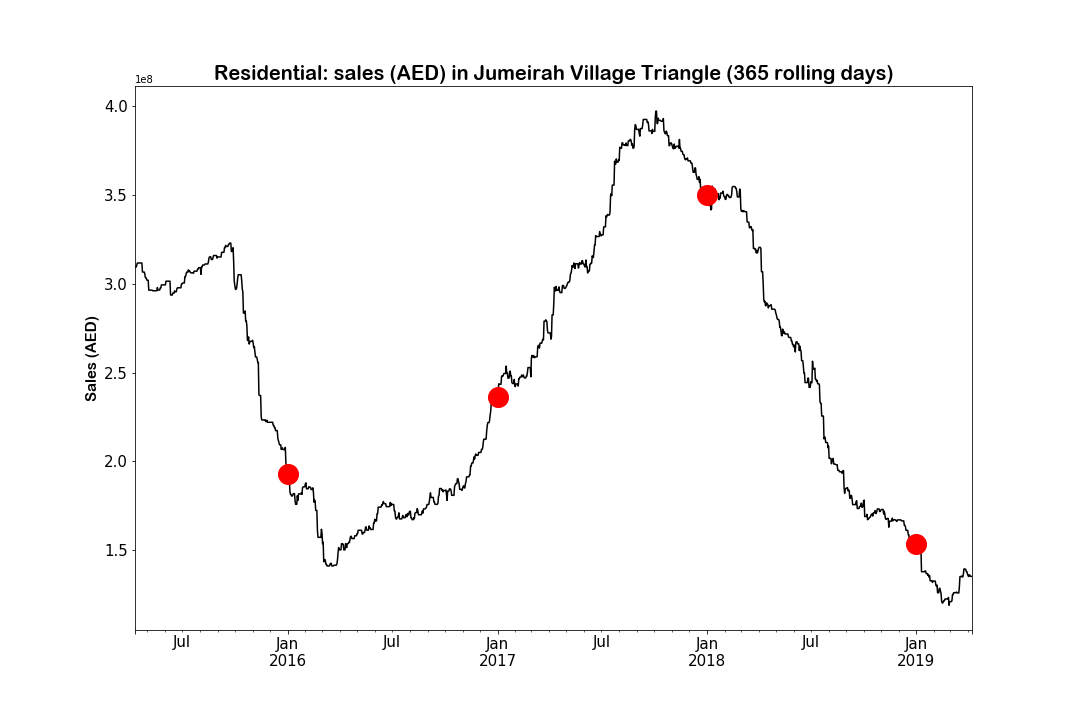 Residential: sales (AED) in Jumeirah Village Triangle (365 rolling days)
1e8
4.0
3.5
3.0
2.5
2.0
1.5
Sales (AED)
Jul Jan Jul Jan Jul Jan Jul Jan
2016 2017 2018 2019